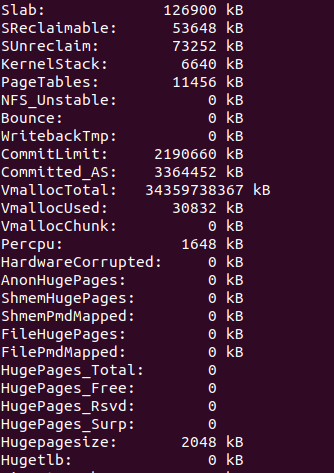 Slab: 126900 kB
SReclaimable: 53648 kB
SUnreclaim: 73252 kB
KernelStack: 6640 kB
PageTables: 11456 kB
NFS_Unstable: 0 kB
Bounce: 0 kB
WritebackTmp: 0 kB
CommitLimit: 2190660 kB
Committed_AS: 3364452 kB
VmallocTotal: 34359738367 kB
VmallocUsed: 30832 kB
VmallocChunk: 0 kB
Percpu: 1648 kB
HardwareCorrupted: 0 kB
AnonHugePages: 0 kB
ShmemHugePages: 0 kB
ShmemPmdMapped: 0 kB
FileHugePages: 0 kB
FilePmdMapped: 0 kB
HugePages_Total: 0
HugePages_Free: 0
HugePages_Rsvd: 0
HugePages_Surp: 0
Hugepagesize: 2048 kB
Hugetlb: 0 kB